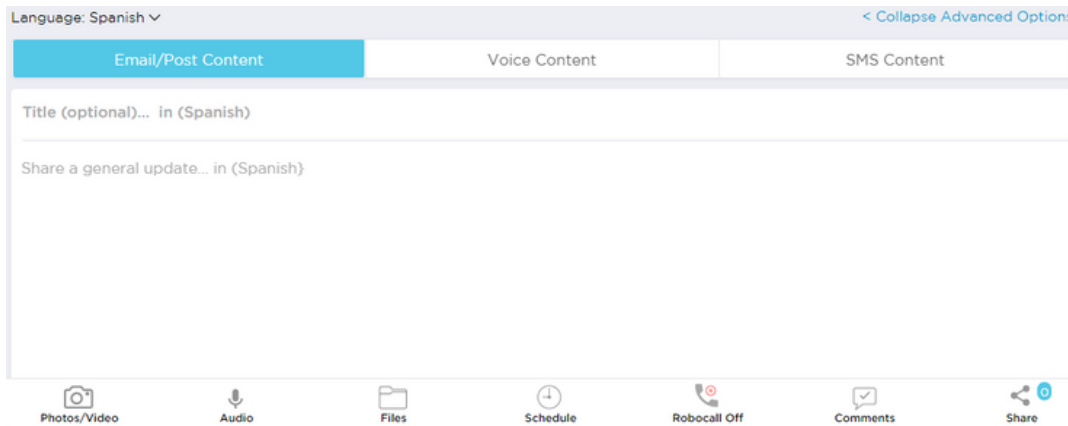 Language: Spanish
< Collapse Advanced Options
Email/Post Content
Voice Content
SMS Content
Title (optional)... in (Spanish)
Share a general update... in (Spanish}
Photos/Video
Audio
Files
Schedule
Robocall Off
Comments
0
Share